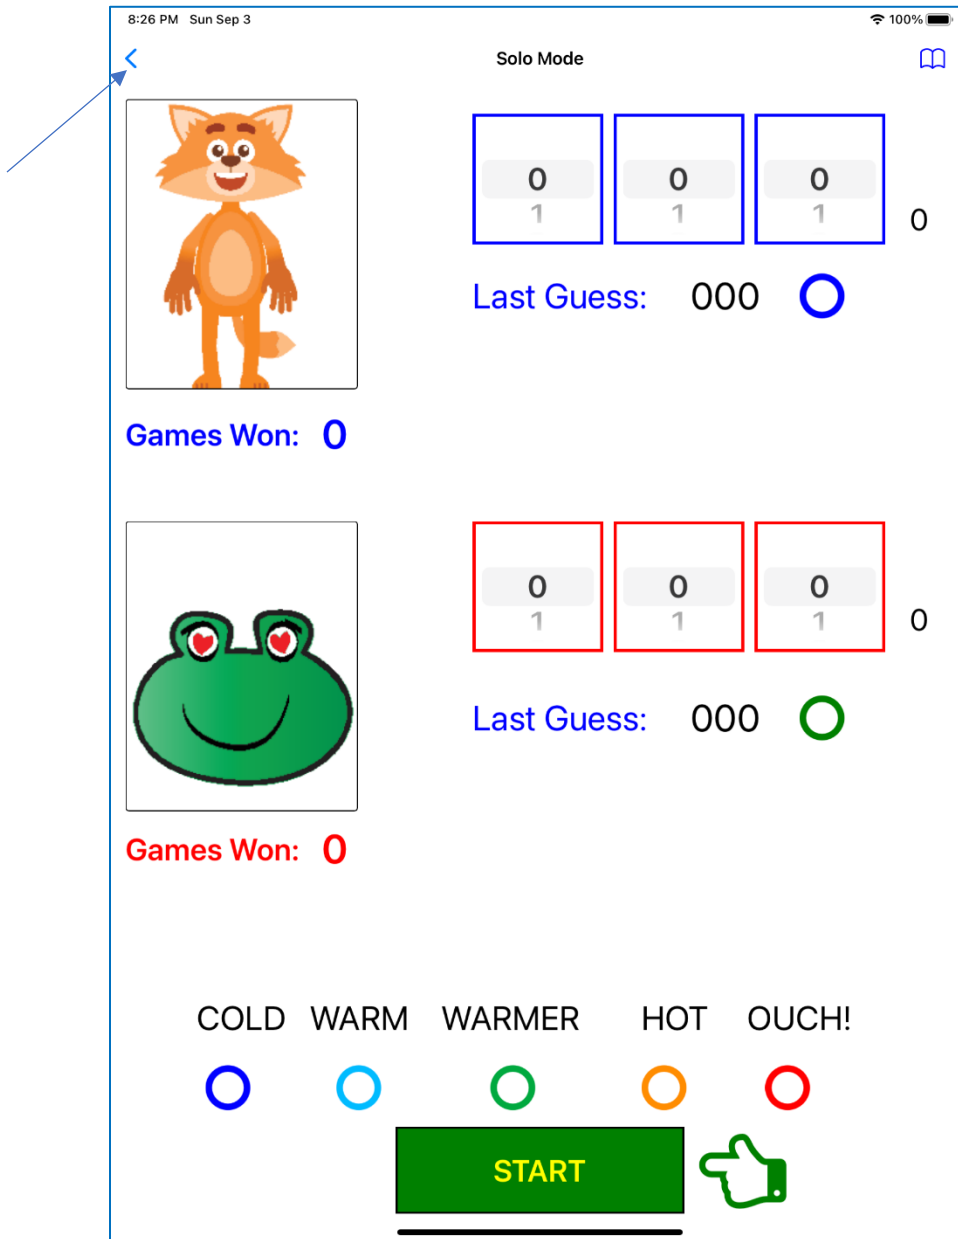 8:26 PM Sun Sep 3
100%
Solo Mode
0 0 0
1 1 1
0
Last Guess: 000
Games Won: 0
0 0 0
1 1 1
0
Last Guess: 000
Games Won: 0
COLD WARM WARMER HOT OUCH!
START